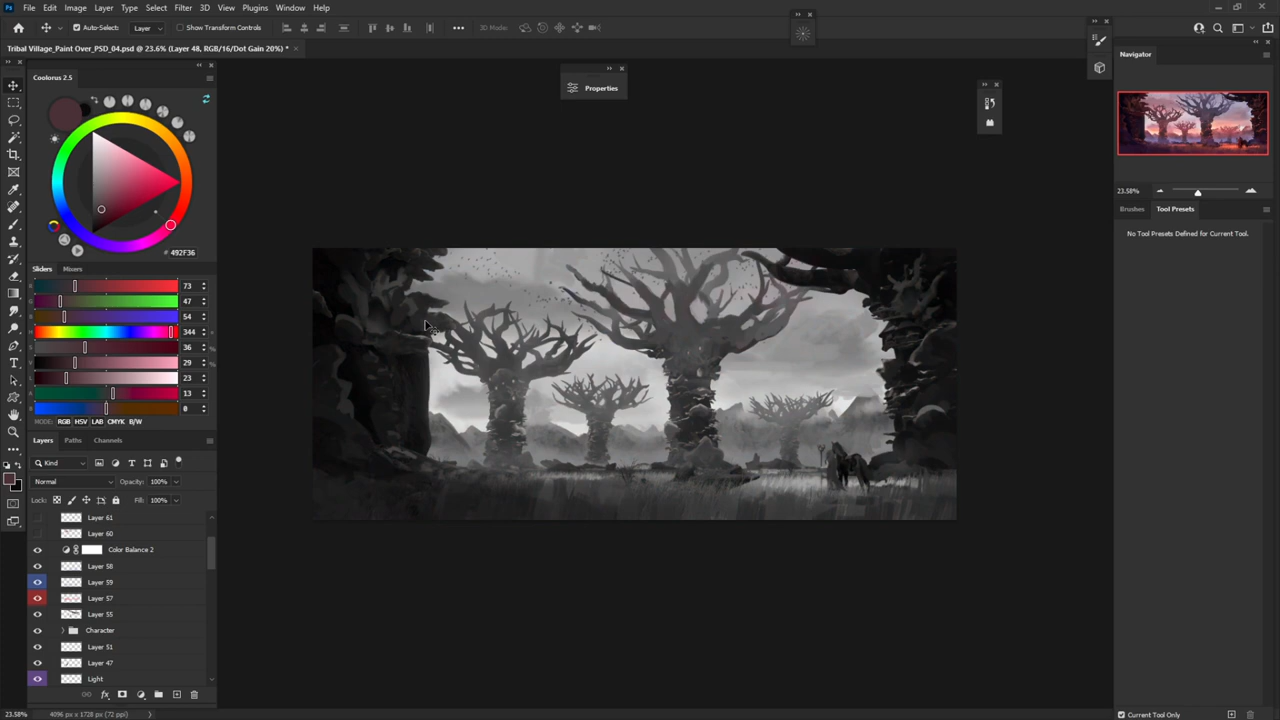 Ps File Edit Image Layer Type Select Filter 3D View Plugins Window Help
Auto-Select: Layer Show Transform Controls 3D Mode:
Tribal Village_Paint Over_PSD_04.psd @ 23.6% (Layer 48, RGB/16/Dot Gain 20%) *
Coolorus 2.5
# 492F36
Sliders Mixers
73
G 47
B 54
H 344 °
36 %
V 29 %
L 23
13
B 0
MODE: RGB HSV LAB CMYK B/W
Layers Paths Channels
Kind
Normal Opacity: 100%
Lock: Fill: 100%
Layer 61
Layer 60
Color Balance 2
Layer 58
Layer 59
Layer 57
Layer 55
Character
Layer 51
Layer 47
Light
fx
23.58% 4096 px x 1728 px (72 ppi)
Properties
Navigator
23.58%
Brushes Tool Presets
No Tool Presets Defined for Current Tool.
Current Tool Only